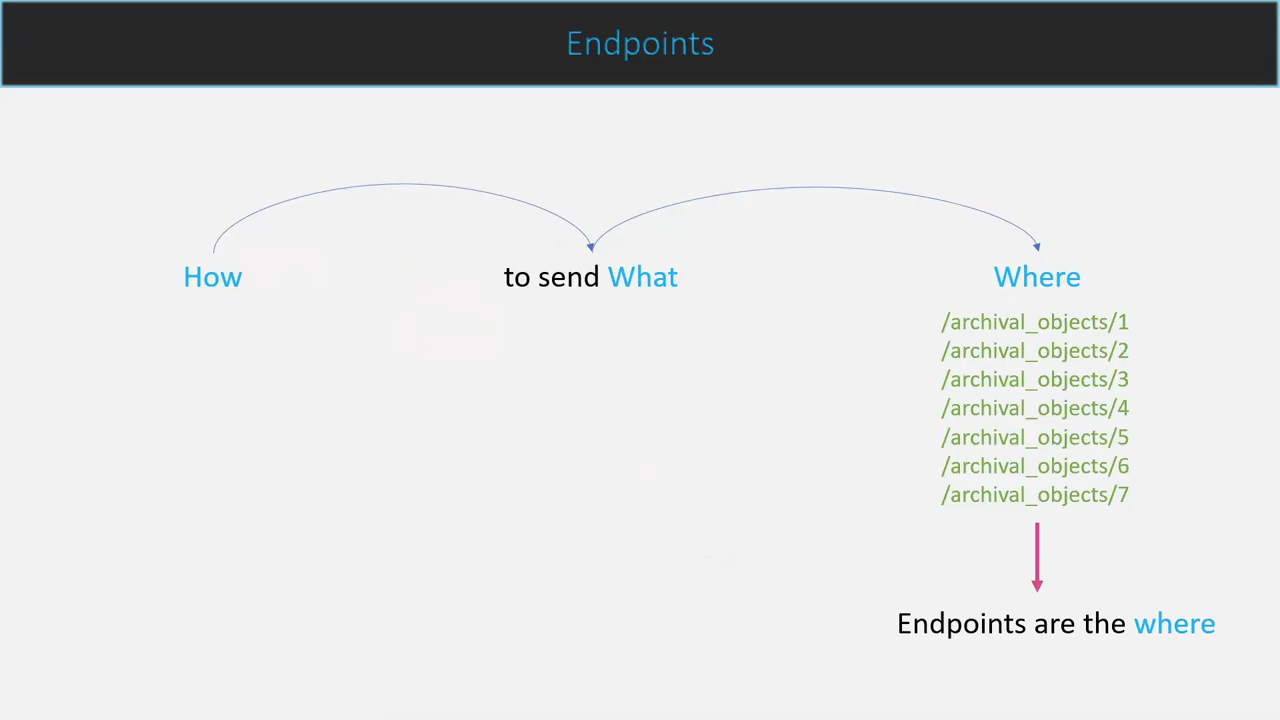 Endpoints
How
to send What
Where
/archival_objects/1
/archival_objects/2
/archival_objects/3
/archival_objects/4
/archival_objects/5
/archival_objects/6
/archival_objects/7
Endpoints are the where